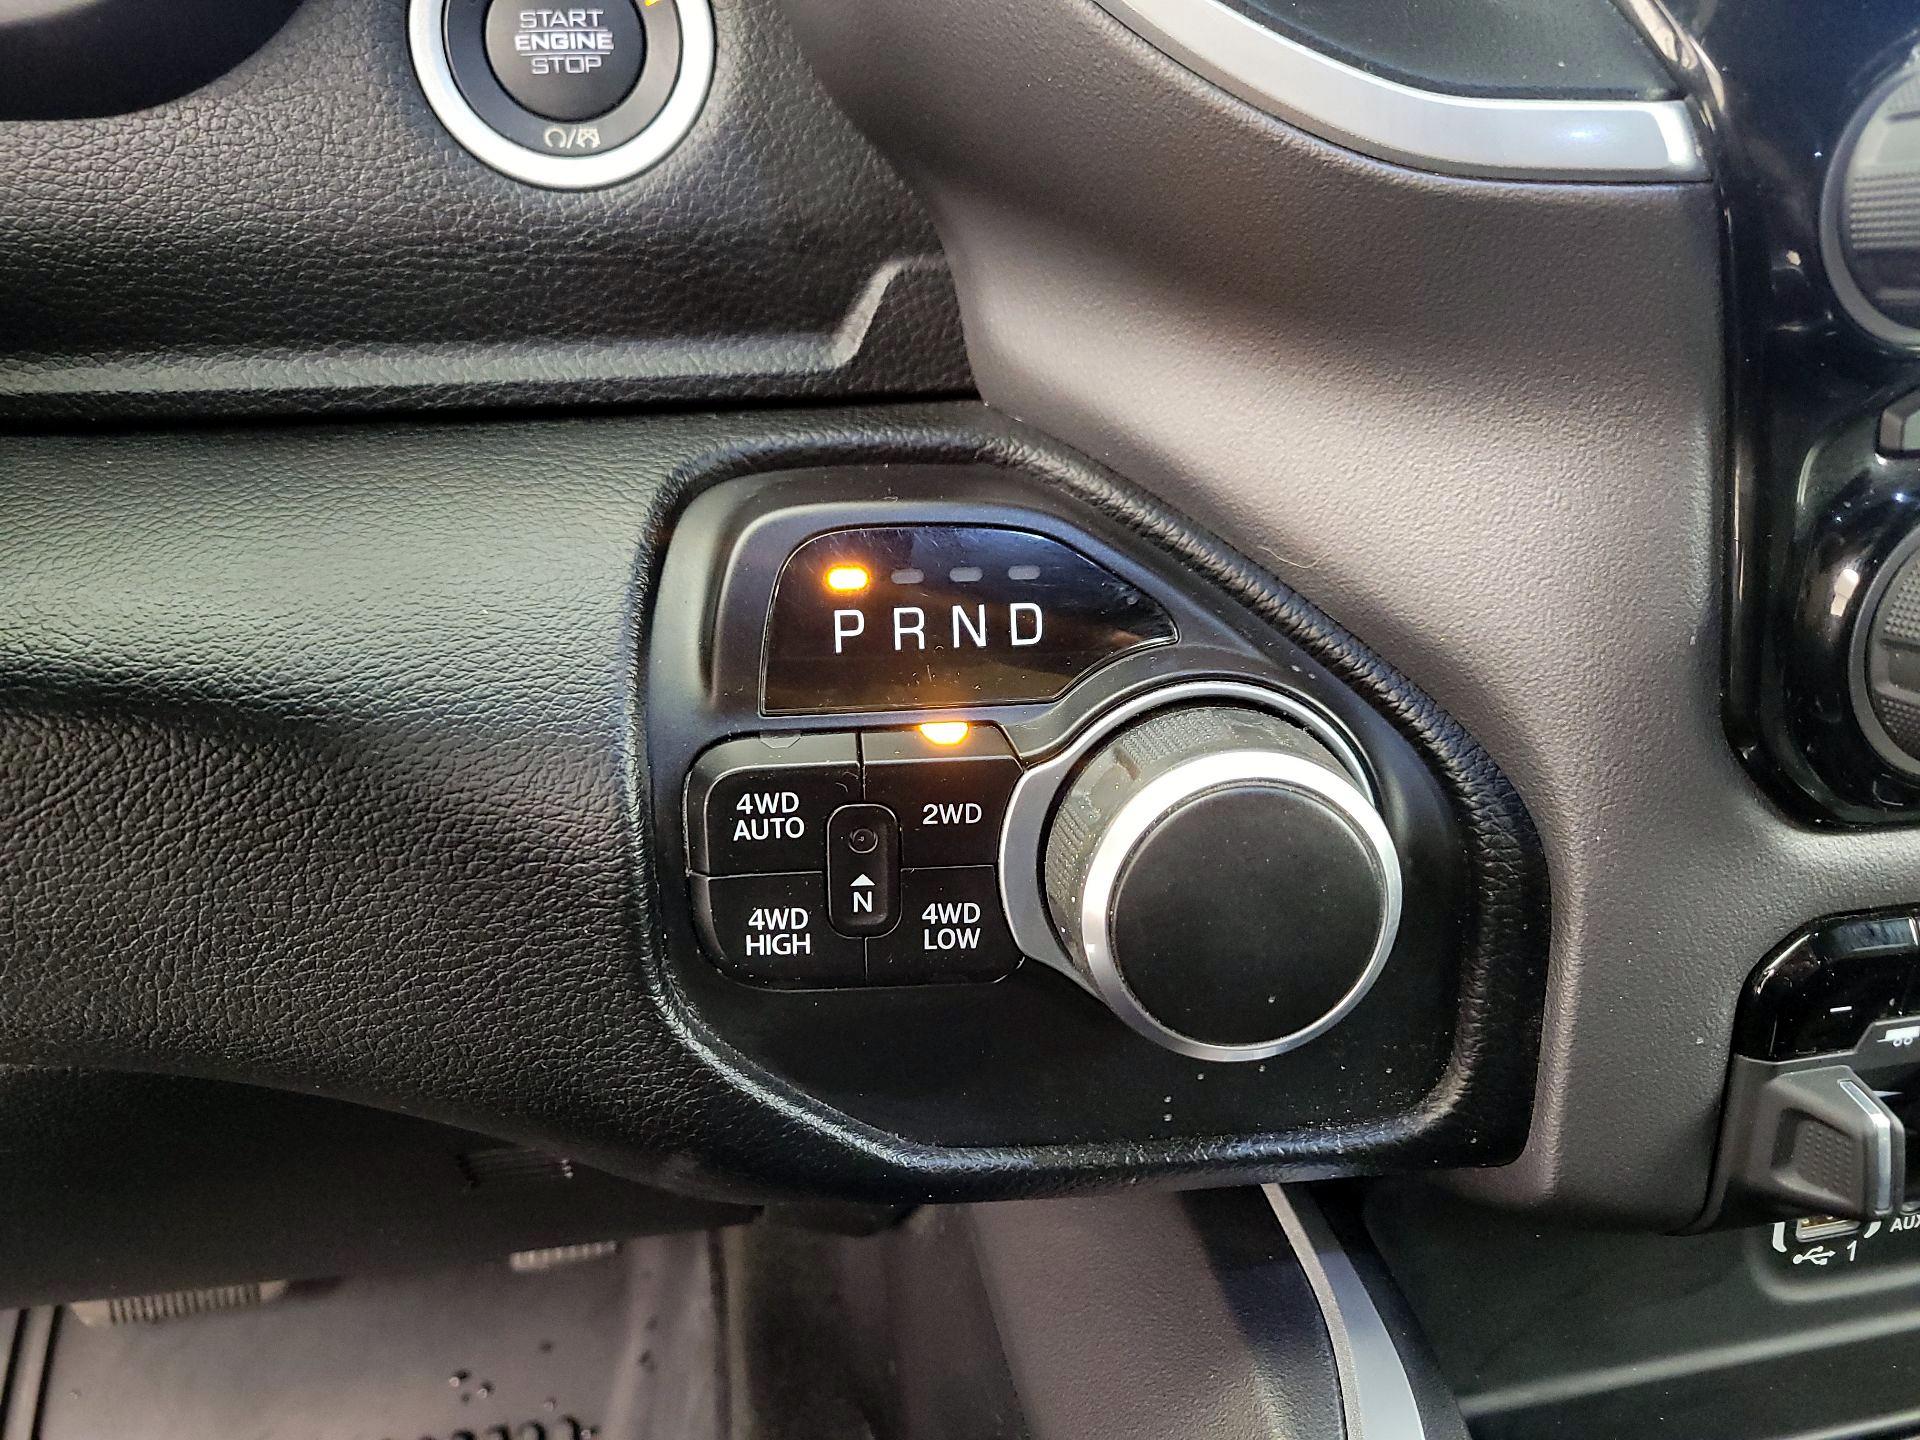 START
ENGINE
STOP
P R N D
4WD
AUTO
2WD
N
4WD
HIGH
4WD
LOW
-
1
AUX